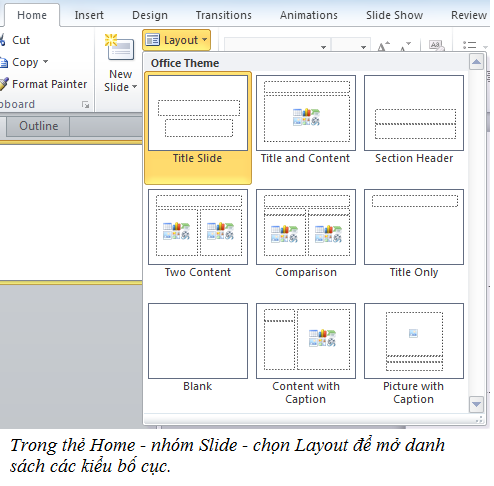 Home Insert Design Transitions Animations Slide Show Review
Cut
Copy
Format Painter
New
Slide
Layout
Outline
Office Theme
Title Slide Title and Content Section Header
Two Content Comparison Title Only
Blank Content with Caption Picture with Caption
Trong thẻ Home - nhóm Slide - chọn Layout để mở danh
sách các kiểu bố cục.